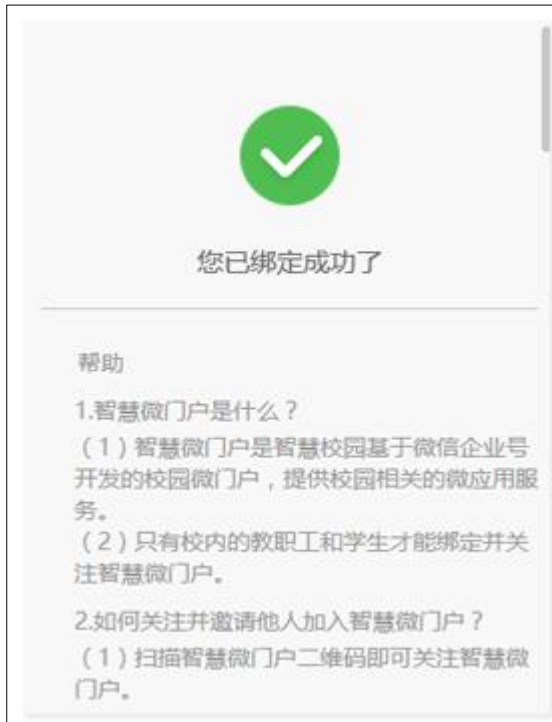 您已绑定成功了
帮助
1.智慧微门户是什么？
（1）智慧微门户是智慧校园基于微信企业号
开发的校园微门户，提供校园相关的微应用服
务。
（2）只有校内的教职工和学生才能绑定并关
注智慧微门户。
2.如何关注并邀请他人加入智慧微门户？
（1）扫描智慧微门户二维码即可关注智慧微
门户。